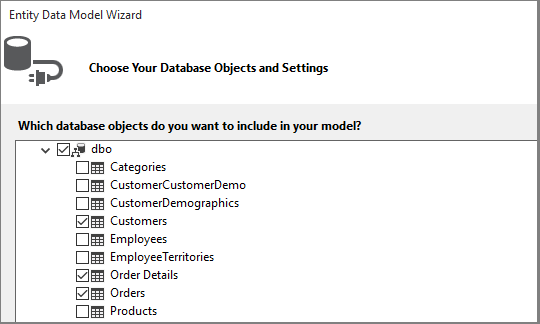 Entity Data Model Wizard
Choose Your Database Objects and Settings
Which database objects do you want to include in your model?
dbo
Categories
CustomerCustomerDemo
CustomerDemographics
Customers
Employees
EmployeeTerritories
Order Details
Orders
Products